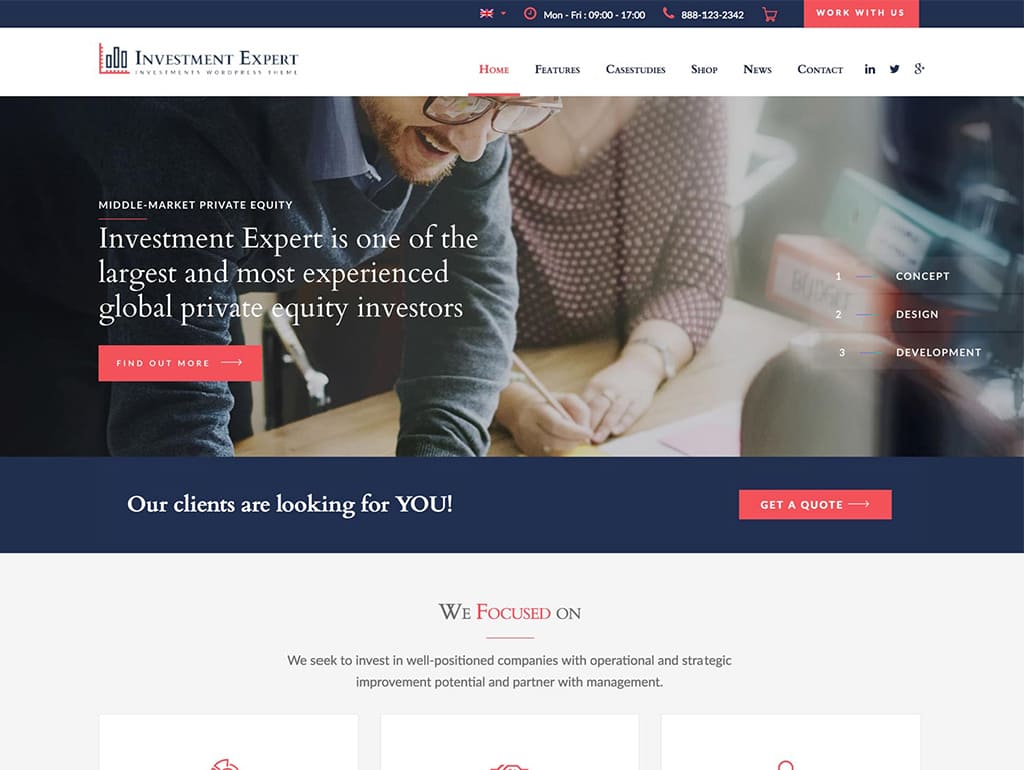 Mon - Fri : 09:00 - 17:00
888-123-2342
WORK WITH US
Investment Expert
INVESTMENTS WORDPRESS THEME
Home
Features
Casestudies
Shop
News
Contact
MIDDLE-MARKET PRIVATE EQUITY
Investment Expert is one of the
largest and most experienced
global private equity investors
FIND OUT MORE
BUDGET
1 CONCEPT
2 DESIGN
3 DEVELOPMENT
Our clients are looking for YOU!
GET A QUOTE
We Focused on
We seek to invest in well-positioned companies with operational and strategic
improvement potential and partner with management.